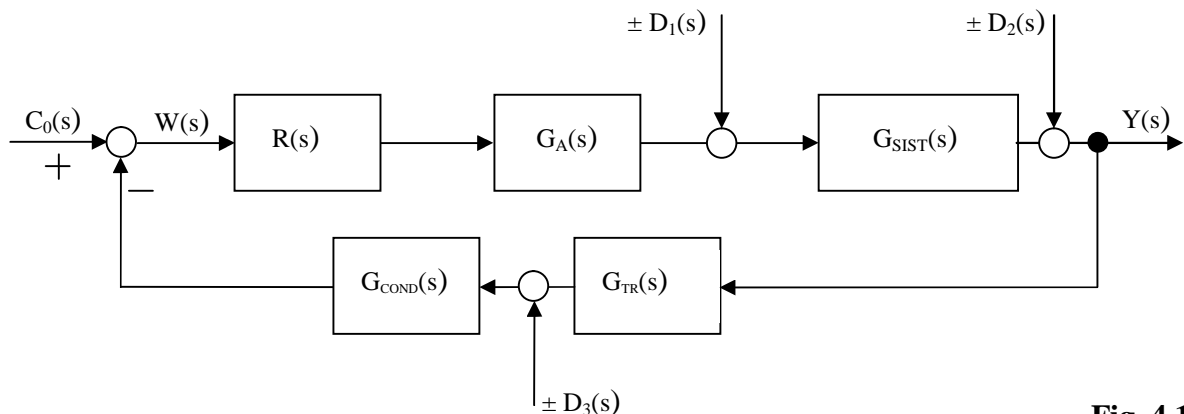 ± D₁(s)
± D₂(s)
C₀(s)
+
W(s)
R(s)
G_A(s)
G_SIST(s)
Y(s)
−
G_COND(s)
G_TR(s)
± D₃(s)
Fig. 4.1